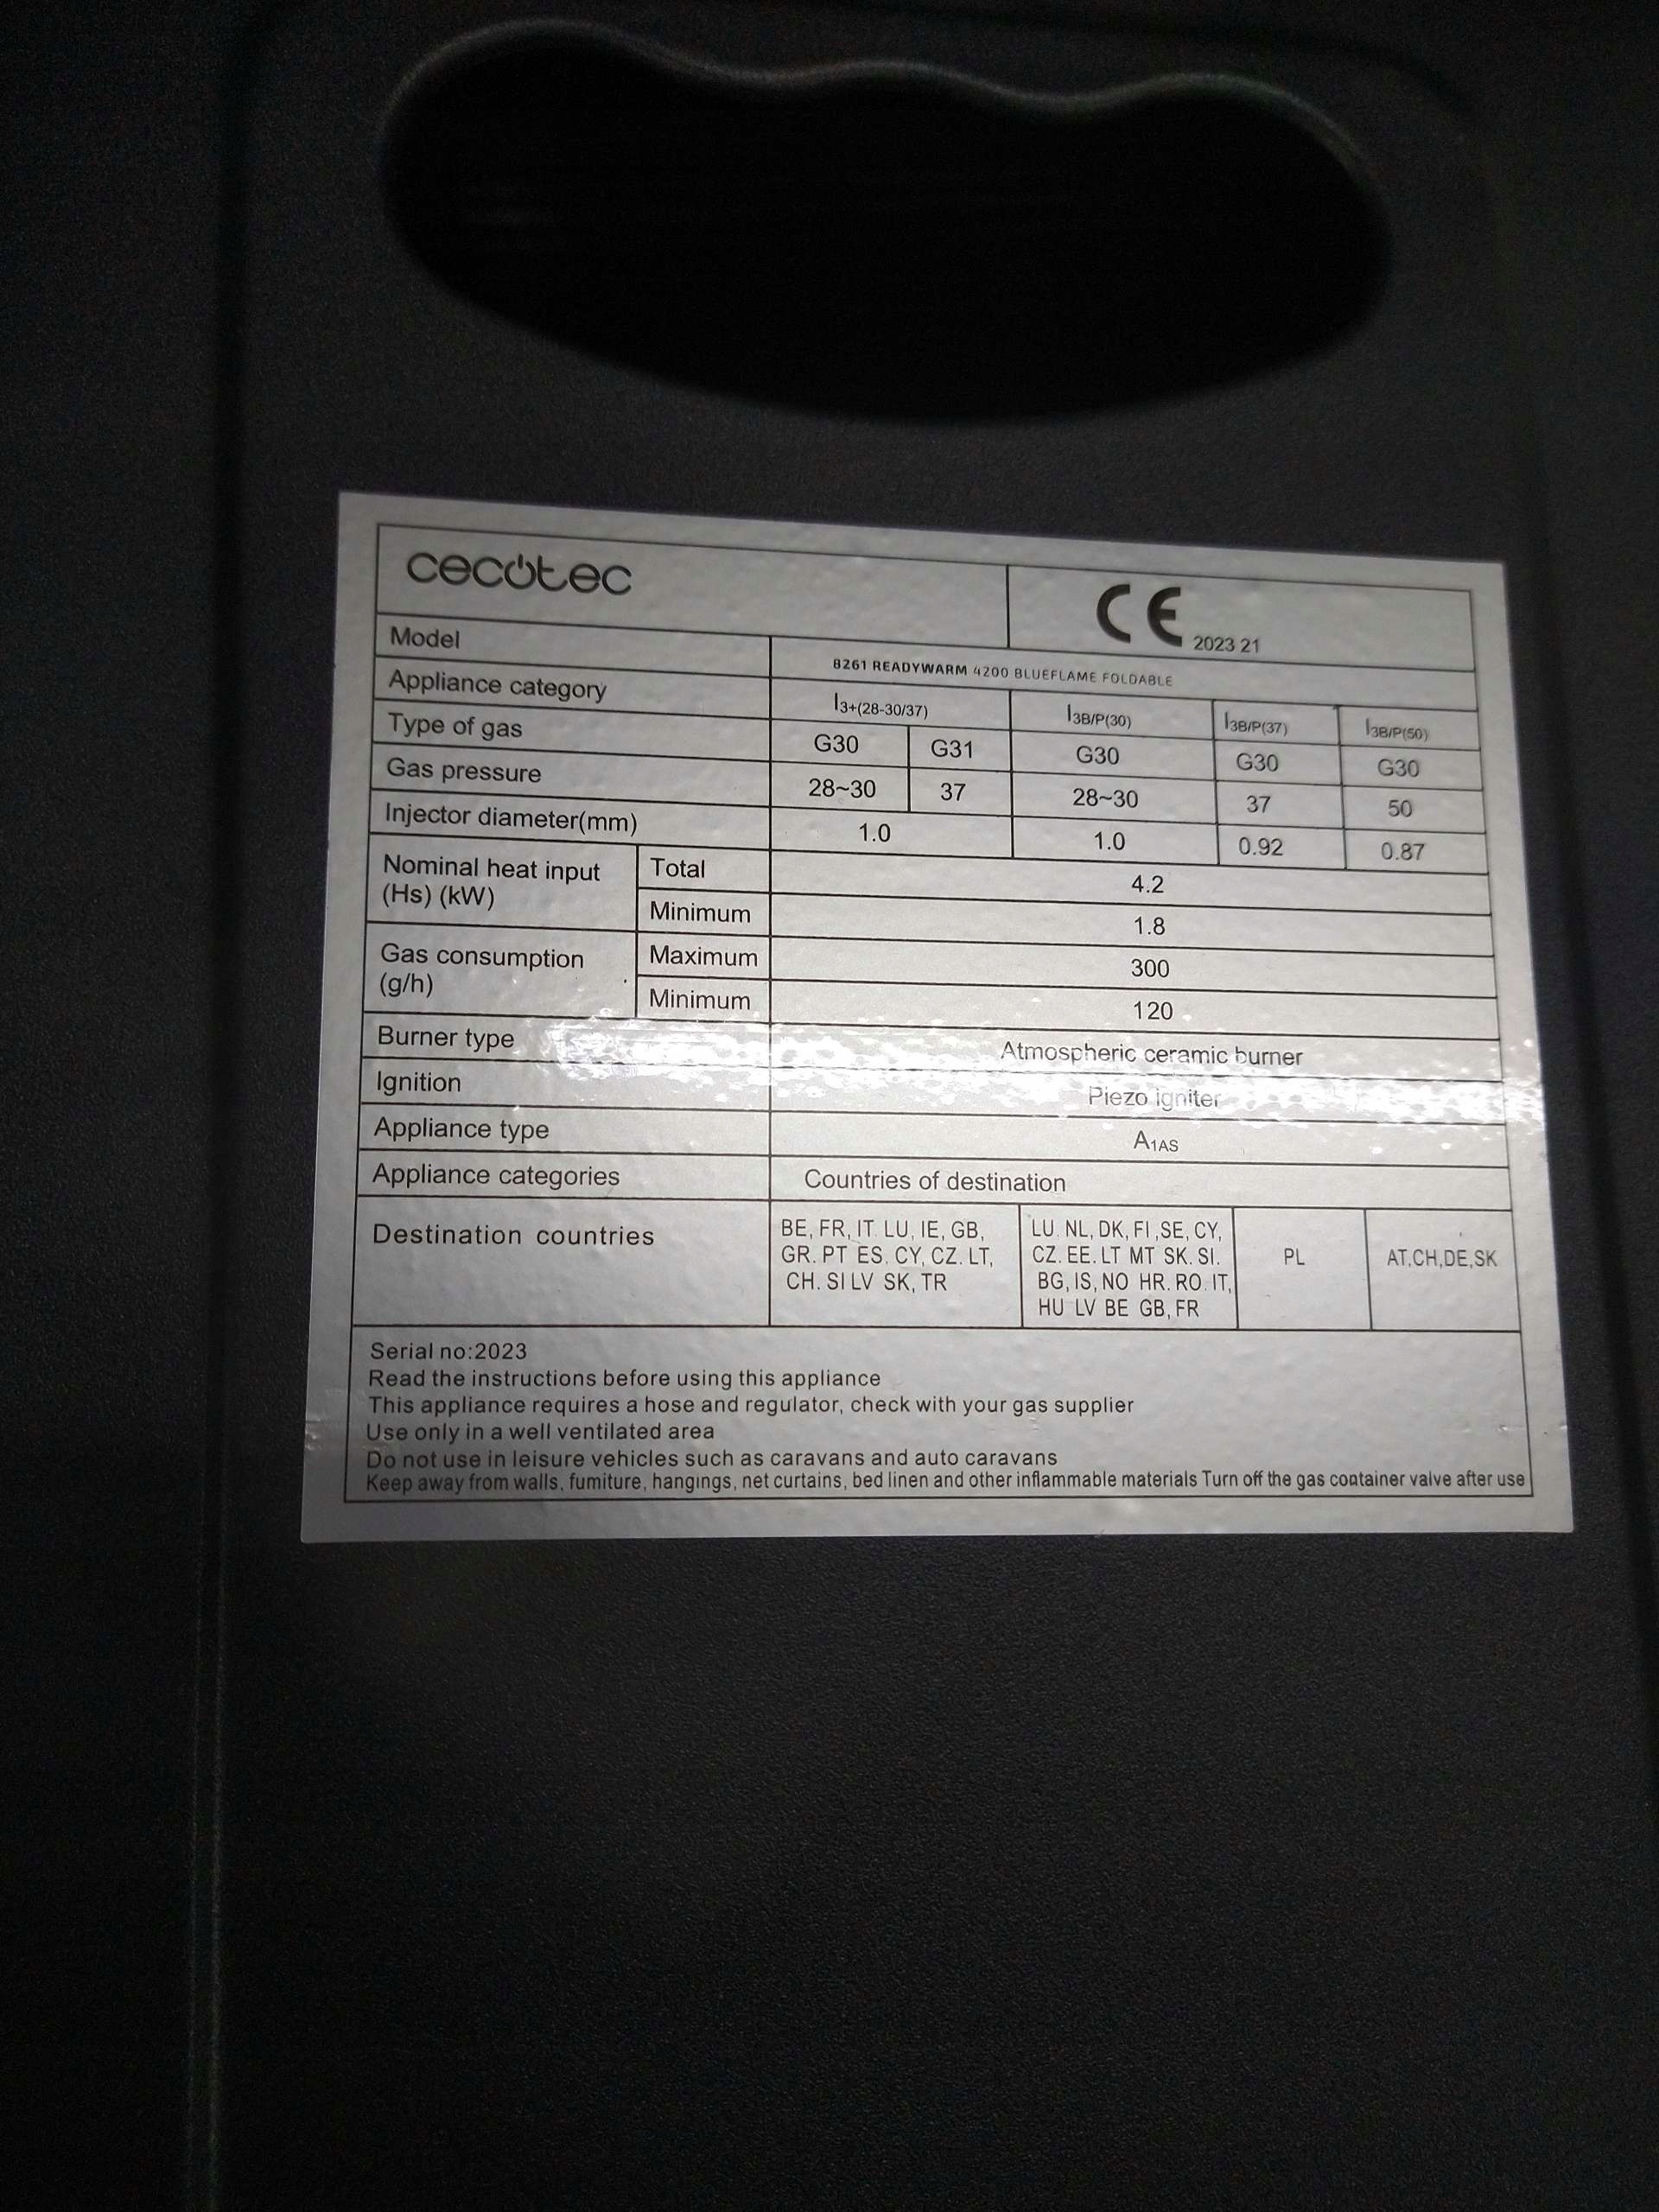 cecotec
CE 2023 21
Model 8261 READYWARM 4200 BLUEFLAME FOLDABLE
Appliance category I3+(28-30/37) I3B/P(30) I3B/P(37) I3B/P(50)
Type of gas G30 G31 G30 G30 G30
Gas pressure 28~30 37 28~30 37 50
Injector diameter(mm) 1.0 1.0 0.92 0.87
Nominal heat input Total 4.2
(Hs) (kW) Minimum 1.8
Gas consumption Maximum 300
(g/h) Minimum 120
Burner type Atmospheric ceramic burner
Ignition Piezo igniter
Appliance type A1AS
Appliance categories Countries of destination
Destination countries
BE, FR, IT. LU, IE, GB,
GR. PT ES, CY, CZ. LT,
CH. SI LV SK, TR
LU. NL, DK, FI ,SE, CY,
CZ. EE. LT MT SK. SI.
BG, IS, NO HR. RO. IT,
HU LV BE GB, FR
PL
AT,CH,DE,SK
Serial no:2023
Read the instructions before using this appliance
This appliance requires a hose and regulator, check with your gas supplier
Use only in a well ventilated area
Do not use in leisure vehicles such as caravans and auto caravans
Keep away from walls, fumiture, hangings, net curtains, bed linen and other inflammable materials Turn off the gas container valve after use